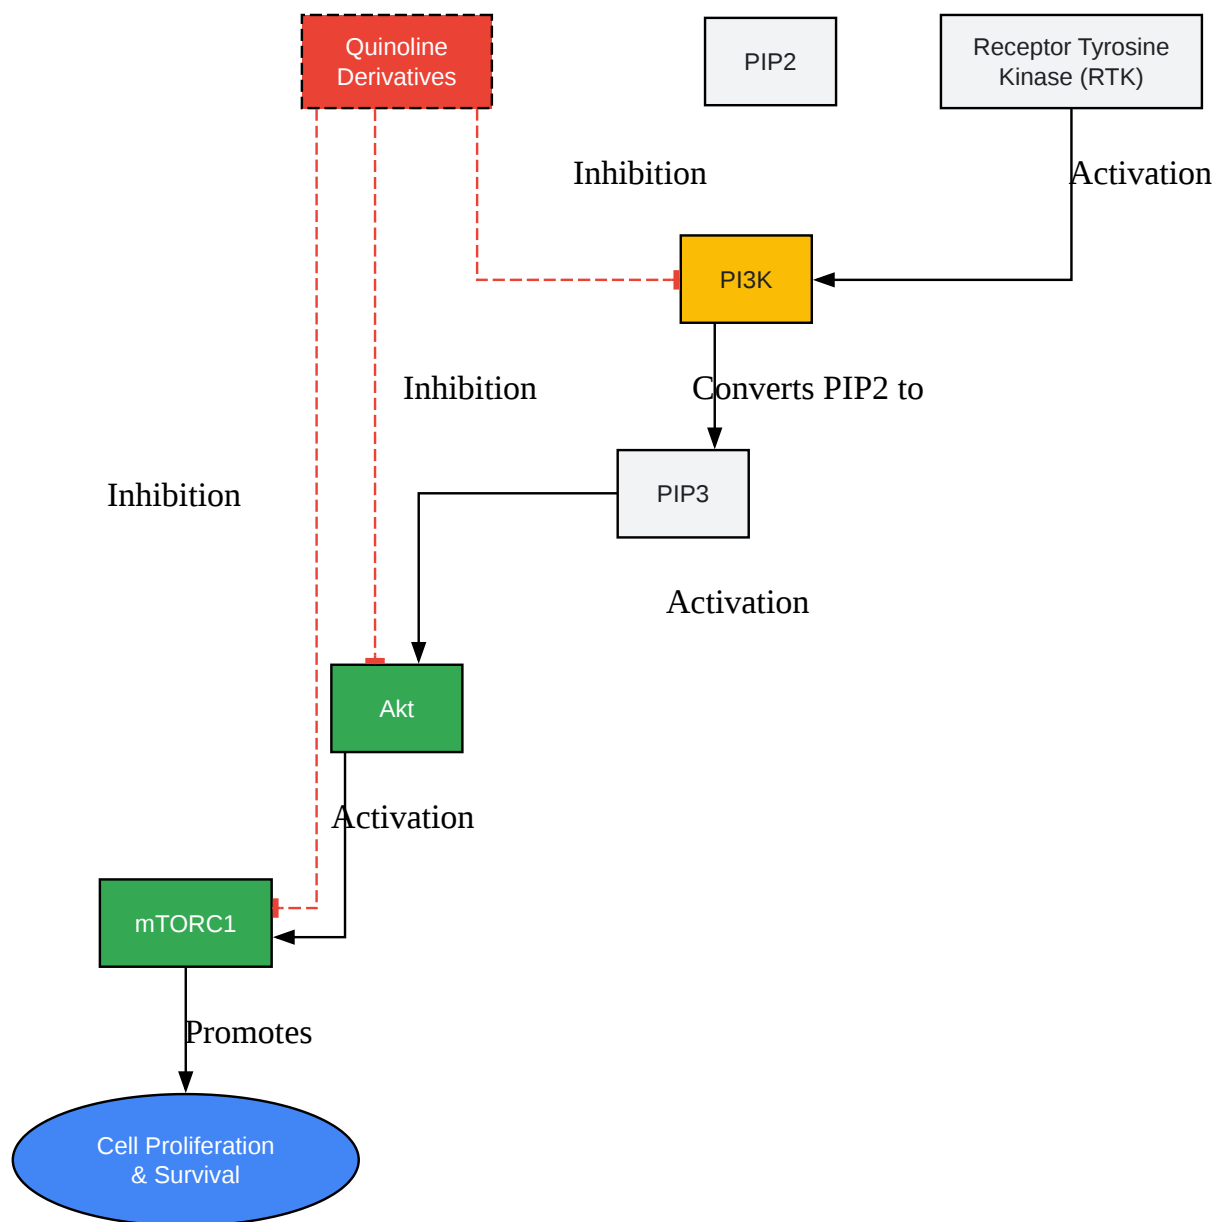 Quinoline
Derivatives
PIP2
Receptor Tyrosine
Kinase (RTK)
Inhibition
Activation
PI3K
Inhibition
Converts PIP2 to
Inhibition
PIP3
Activation
Akt
Activation
mTORC1
Promotes
Cell Proliferation
& Survival